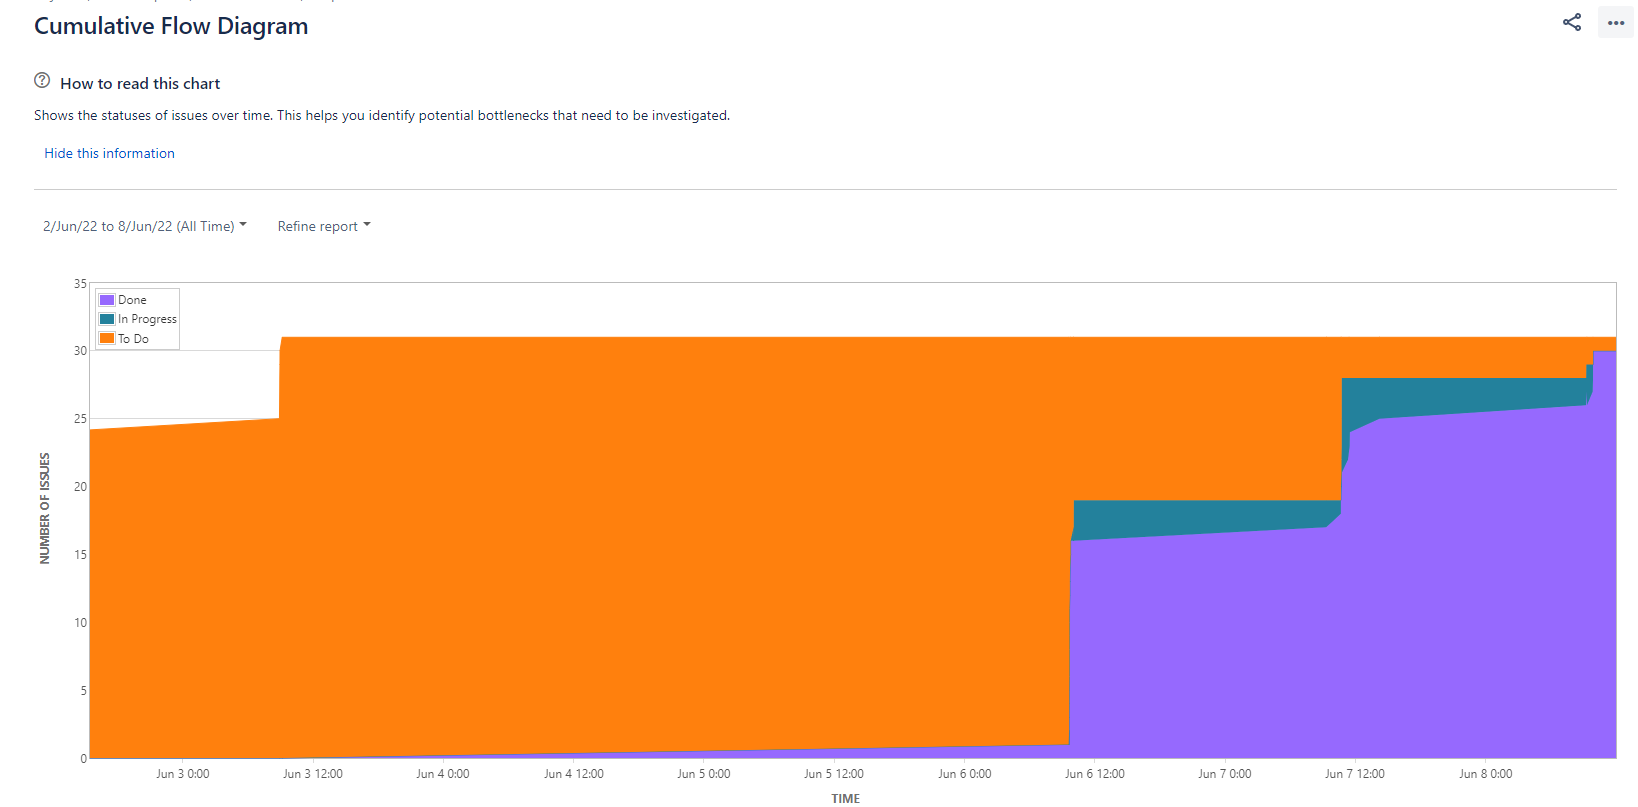 Cumulative Flow Diagram
How to read this chart
Shows the statuses of issues over time. This helps you identify potential bottlenecks that need to be investigated.
Hide this information
2/Jun/22 to 8/Jun/22 (All Time)
Refine report
35
30
25
20
15
10
5
0
NUMBER OF ISSUES
Done
In Progress
To Do
Jun 3 0:00
Jun 3 12:00
Jun 4 0:00
Jun 4 12:00
Jun 5 0:00
Jun 5 12:00
Jun 6 0:00
Jun 6 12:00
Jun 7 0:00
Jun 7 12:00
Jun 8 0:00
TIME